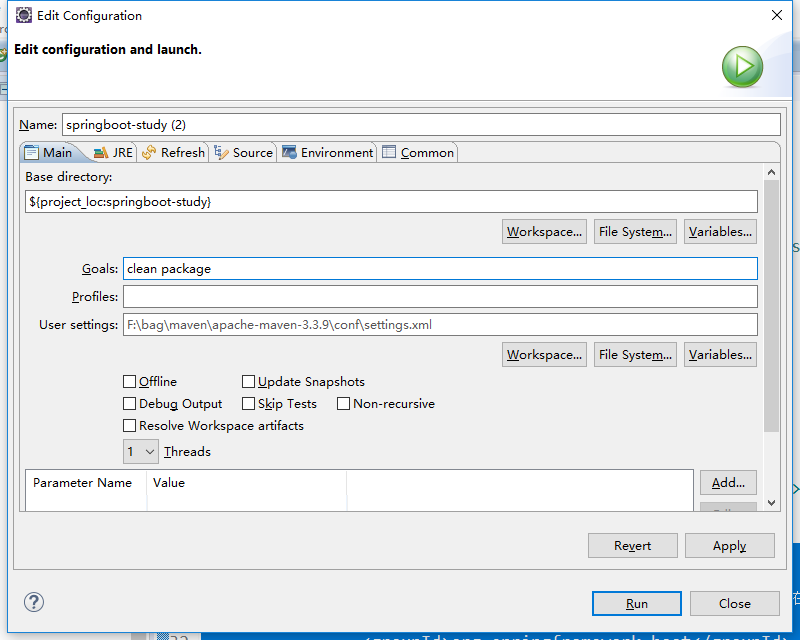 Edit Configuration
Edit configuration and launch.
Name: springboot-study (2)
Main JRE Refresh Source Environment Common
Base directory:
${project_loc:springboot-study}
Workspace... File System... Variables...
Goals: clean package
Profiles:
User settings: F:\bag\maven\apache-maven-3.3.9\conf\settings.xml
Workspace... File System... Variables...
Offline Update Snapshots
Debug Output Skip Tests Non-recursive
Resolve Workspace artifacts
1 Threads
Parameter Name Value
Add...
Revert Apply
Run Close